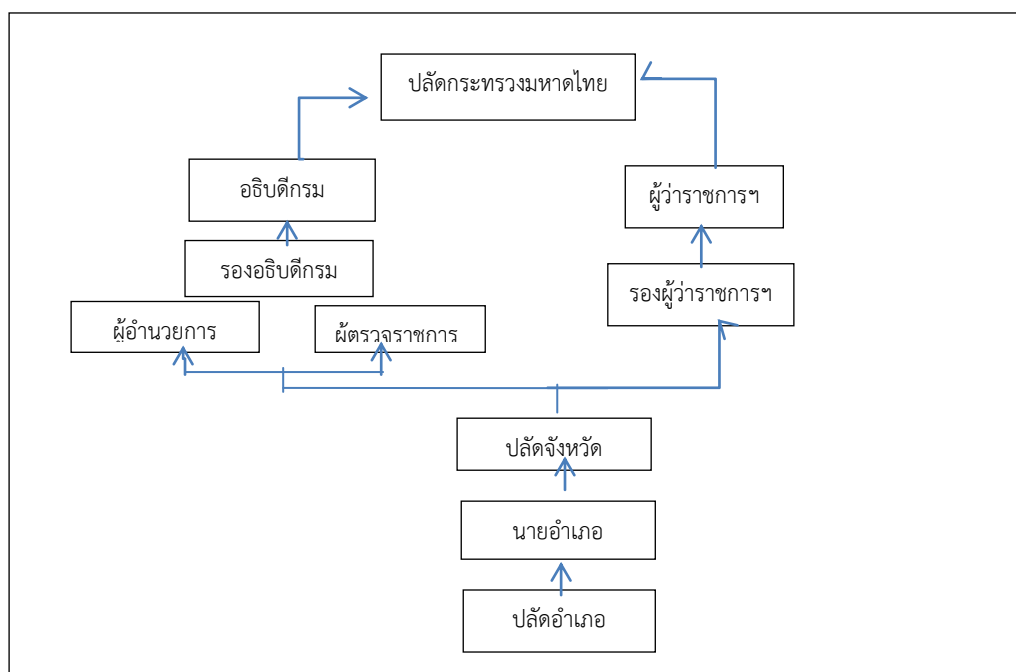 ปลัดกระทรวงมหาดไทย
อธิบดีกรม
ผู้ว่าราชการฯ
รองอธิบดีกรม
รองผู้ว่าราชการฯ
ผู้อำนวยการ
ผู้ตรวจราชการ
ปลัดจังหวัด
นายอำเภอ
ปลัดอำเภอ